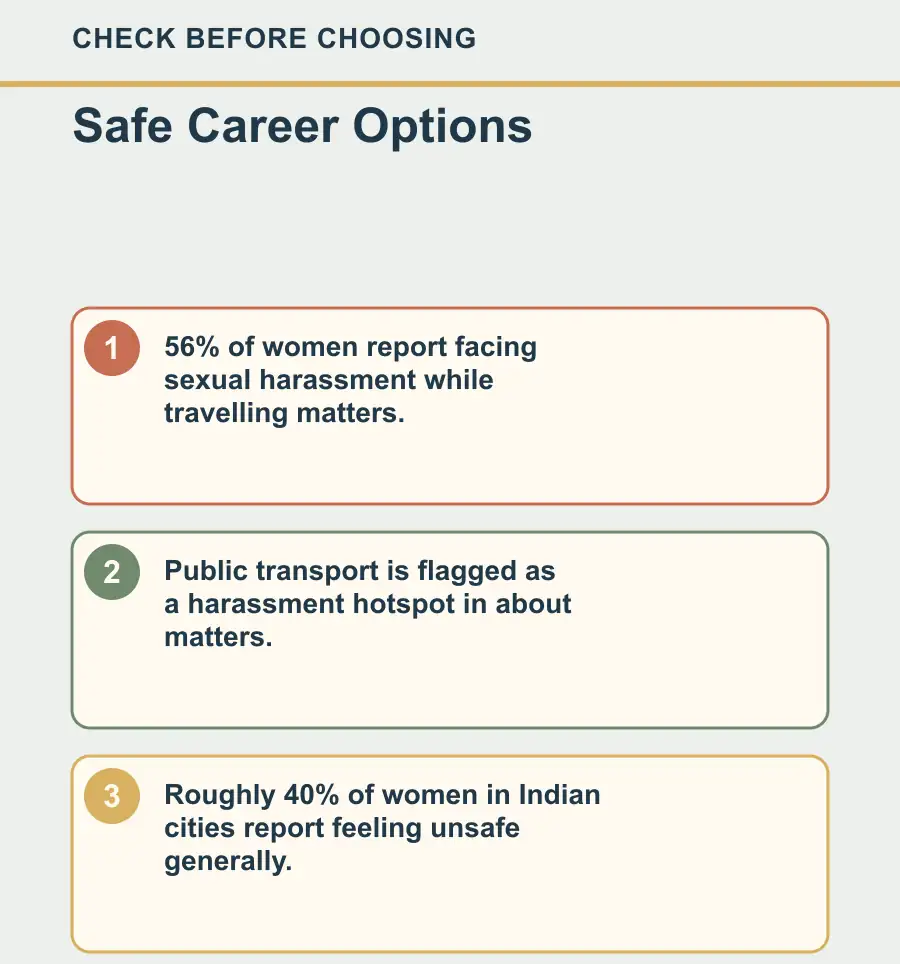 CHECK BEFORE CHOOSING
Safe Career Options
1
56% of women report facing
sexual harassment while
travelling matters.
2
Public transport is flagged as
a harassment hotspot in about
matters.
3
Roughly 40% of women in Indian
cities report feeling unsafe
generally.